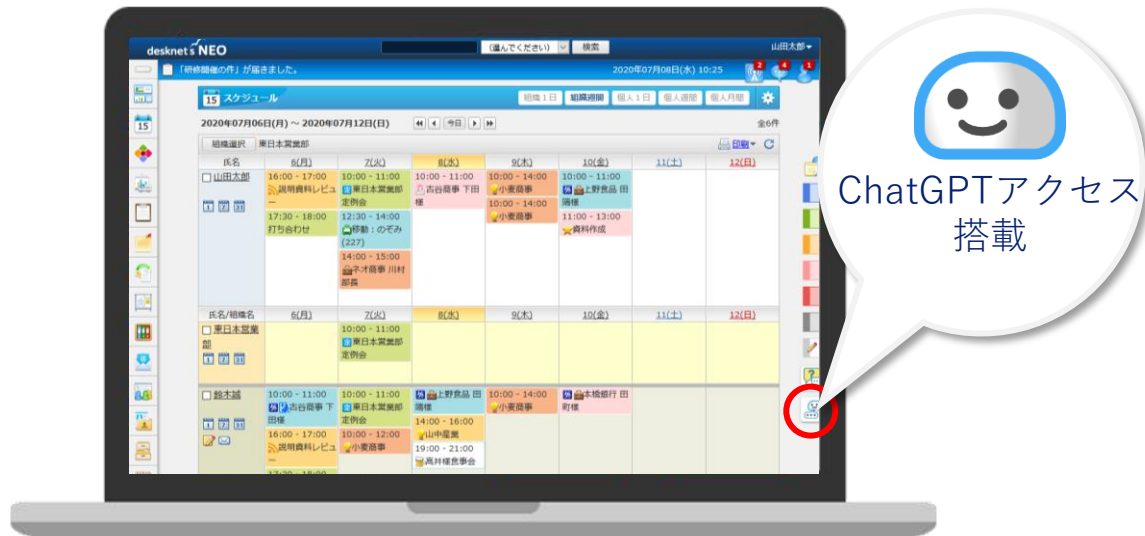 desknet's NEO
(選んでください)
検索
山田太郎
「研修開催の件」が届きました。
2020年07月08日(水) 10:25
2
4
1
15
スケジュール
組織1日
組織週間
個人1日
個人週間
個人月間
2020年07月06日(月) ～ 2020年07月12日(日)
今日
全6件
組織選択
東日本営業部
印刷
氏名
6(月)
7(火)
8(水)
9(木)
10(金)
11(土)
12(日)
山田太郎
16:00 - 17:00
説明資料レビュ
ー
17:30 - 18:00
打ち合わせ
10:00 - 11:00
東日本営業部
定例会
12:30 - 14:00
移動：のぞみ
(227)
14:00 - 15:00
ネオ商事 川村
部長
10:00 - 11:00
古谷商事 下田
様
10:00 - 14:00
小麦商事
10:00 - 14:00
小麦商事
10:00 - 11:00
上野食品 田
端様
11:00 - 13:00
資料作成
氏名/組織名
6(月)
7(火)
8(水)
9(木)
10(金)
11(土)
12(日)
東日本営業
部
10:00 - 11:00
東日本営業部
定例会
鈴木誠
10:00 - 11:00
古谷商事 下
田様
16:00 - 17:00
説明資料レビュ
ー
17:30 - 18:00
10:00 - 11:00
東日本営業部
定例会
10:00 - 12:00
小麦商事
上野食品 田
端様
14:00 - 16:00
山中産業
19:00 - 21:00
高井様食事会
10:00 - 14:00
小麦商事
本橋銀行 田
町様
ChatGPTアクセス
搭載